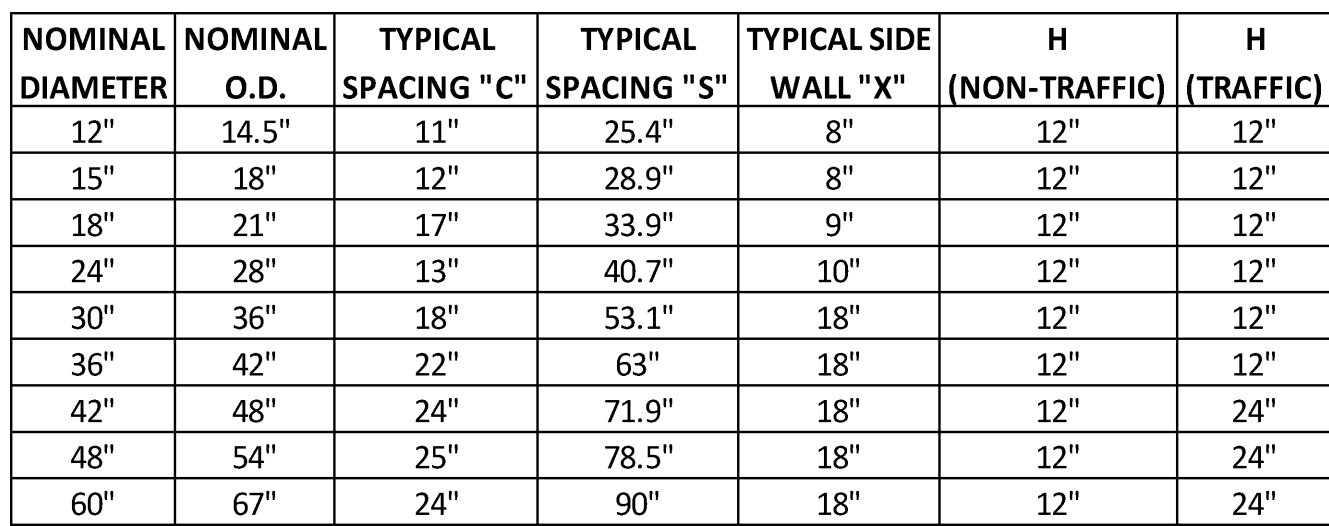 NOMINAL DIAMETER NOMINAL O.D. TYPICAL SPACING "C" TYPICAL SPACING "S" TYPICAL SIDE WALL "X" H (NON-TRAFFIC) H (TRAFFIC)
12" 14.5" 11" 25.4" 8" 12" 12"
15" 18" 12" 28.9" 8" 12" 12"
18" 21" 17" 33.9" 9" 12" 12"
24" 28" 13" 40.7" 10" 12" 12"
30" 36" 18" 53.1" 18" 12" 12"
36" 42" 22" 63" 18" 12" 12"
42" 48" 24" 71.9" 18" 12" 24"
48" 54" 25" 78.5" 18" 12" 24"
60" 67" 24" 90" 18" 12" 24"